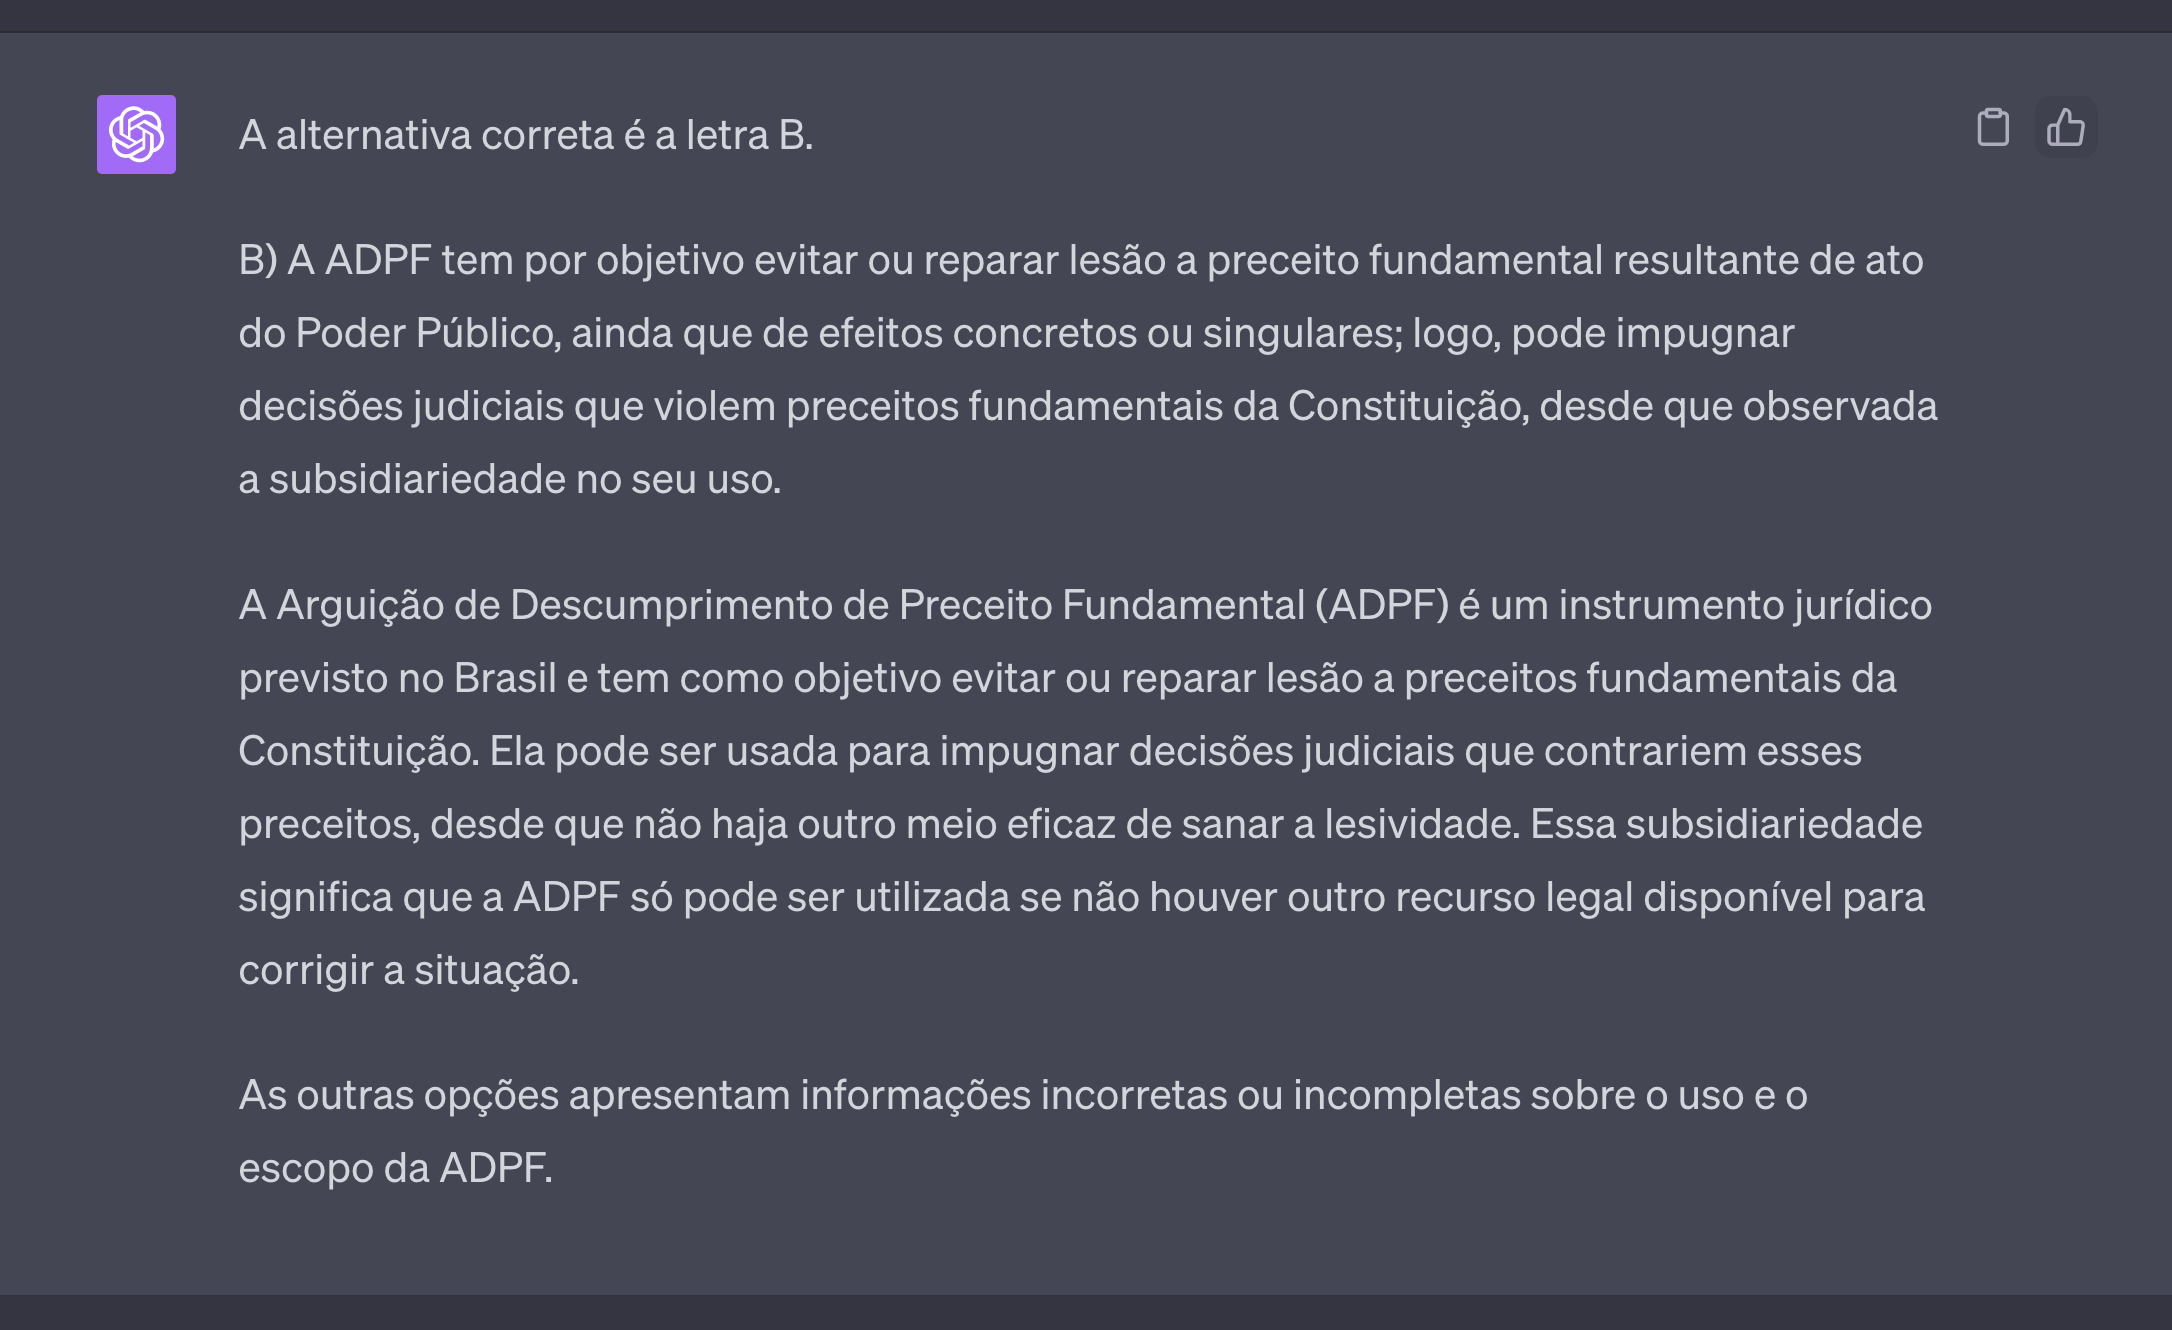 A alternativa correta é a letra B.
B) A ADPF tem por objetivo evitar ou reparar lesão a preceito fundamental resultante de ato
do Poder Público, ainda que de efeitos concretos ou singulares; logo, pode impugnar
decisões judiciais que violem preceitos fundamentais da Constituição, desde que observada
a subsidiariedade no seu uso.
A Arguição de Descumprimento de Preceito Fundamental (ADPF) é um instrumento jurídico
previsto no Brasil e tem como objetivo evitar ou reparar lesão a preceitos fundamentais da
Constituição. Ela pode ser usada para impugnar decisões judiciais que contrariem esses
preceitos, desde que não haja outro meio eficaz de sanar a lesividade. Essa subsidiariedade
significa que a ADPF só pode ser utilizada se não houver outro recurso legal disponível para
corrigir a situação.
As outras opções apresentam informações incorretas ou incompletas sobre o uso e o
escopo da ADPF.